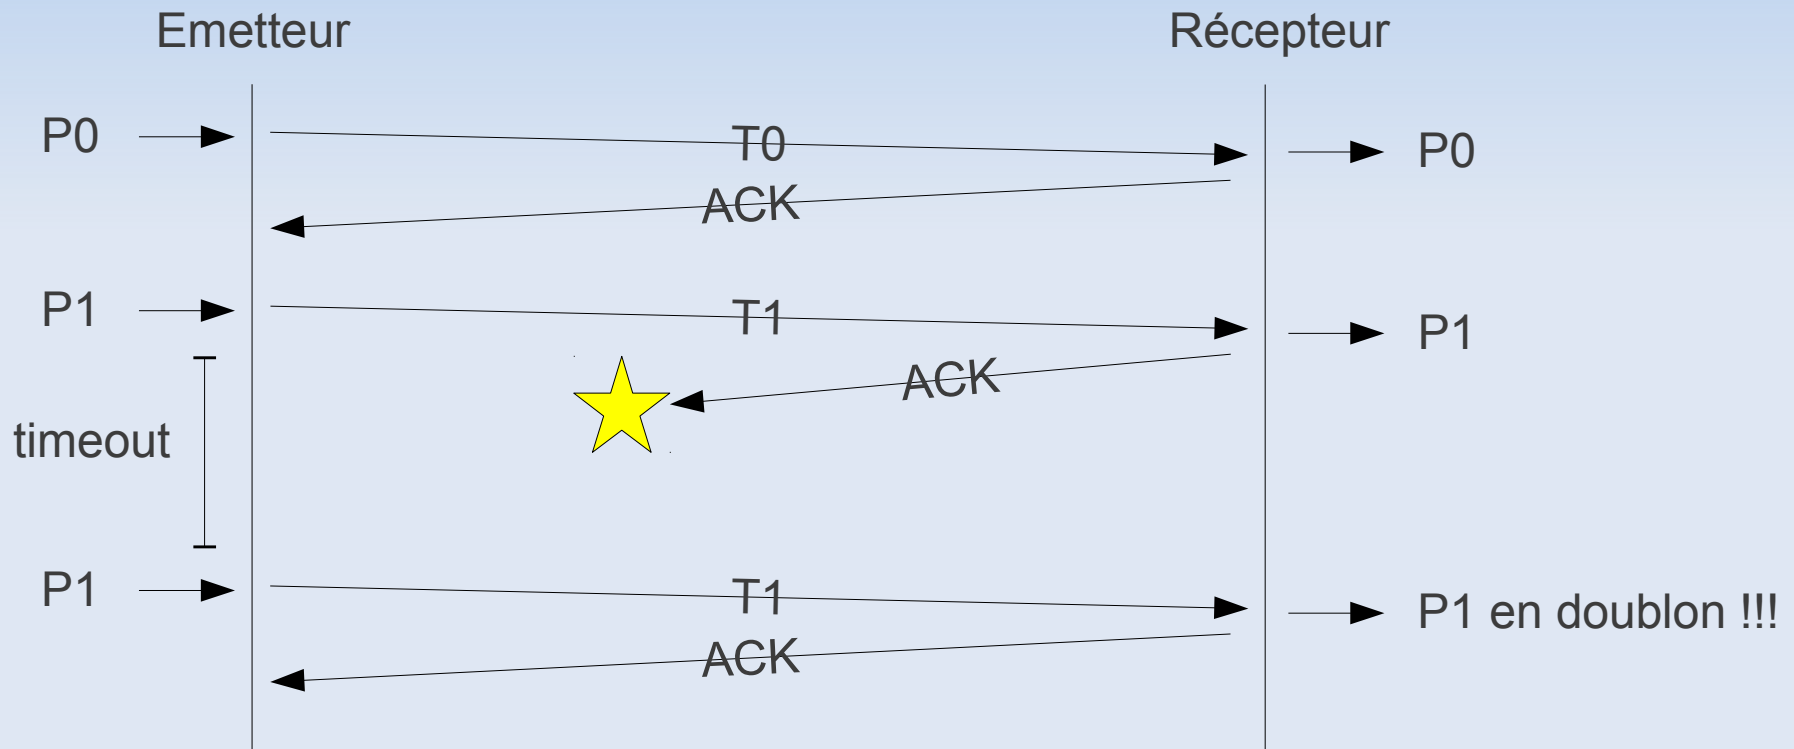 Emetteur
Récepteur
P0
T0
P0
ACK
P1
T1
P1
ACK
timeout
P1
T1
P1 en doublon !!!
ACK